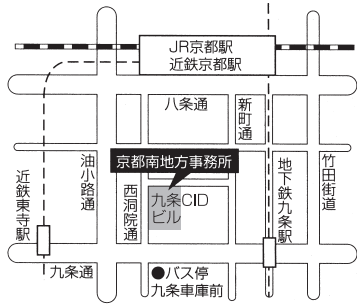 JR京都駅
近鉄京都駅
八条通
新町通
京都南地方事務所
油小路通
西洞院通
九条CID
ビル
地下鉄九条駅
竹田街道
近鉄東寺駅
九条通
●バス停
九条車庫前